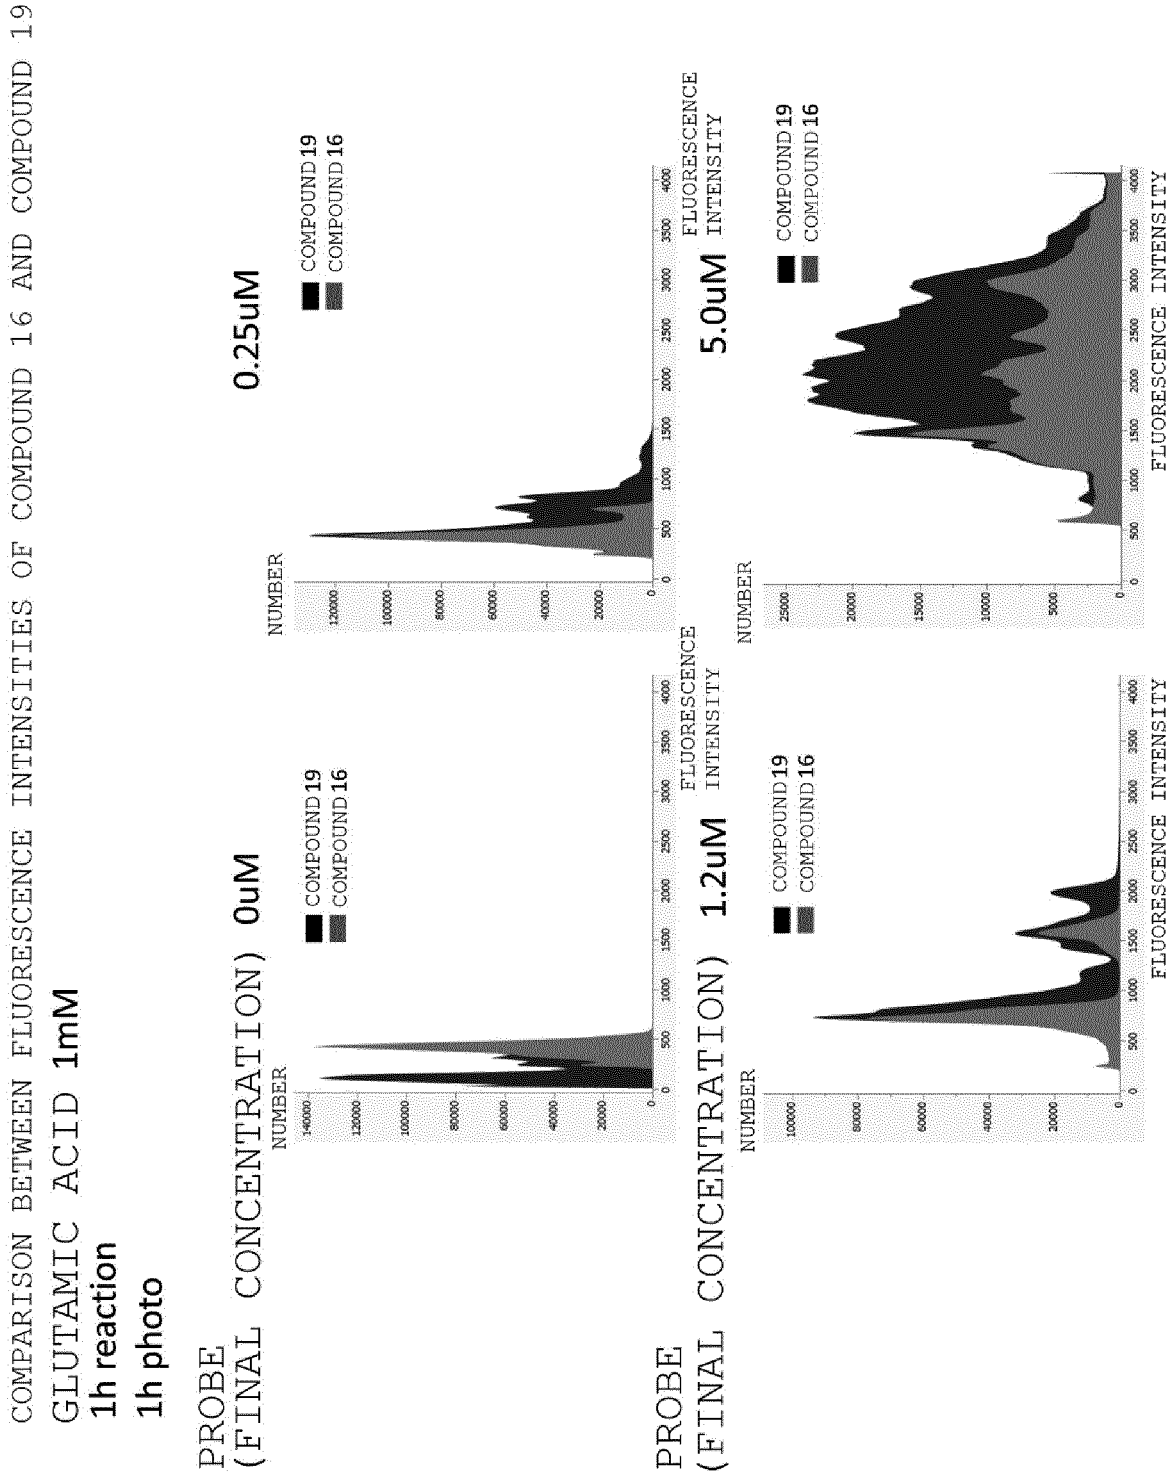 COMPARISON BETWEEN FLUORESCENCE INTENSITIES OF COMPOUND 16 AND COMPOUND 19
GLUTAMIC ACID 1mM
1h reaction
1h photo
PROBE
(FINAL CONCENTRATION) 0uM
NUMBER
COMPOUND 19
COMPOUND 16
140000
120000
100000
80000
60000
40000
20000
0
0 500 1000 1500 2000 2500 3000 3500 4000
FLUORESCENCE
INTENSITY
0.25uM
NUMBER
COMPOUND 19
COMPOUND 16
120000
100000
80000
60000
40000
20000
0
0 500 1000 1500 2000 2500 3000 3500 4000
FLUORESCENCE
INTENSITY
PROBE
(FINAL CONCENTRATION) 1.2uM
NUMBER
COMPOUND 19
COMPOUND 16
100000
80000
60000
40000
20000
0
0 500 1000 1500 2000 2500 3000 3500 4000
FLUORESCENCE INTENSITY
5.0uM
NUMBER
COMPOUND 19
COMPOUND 16
25000
20000
15000
10000
5000
0
0 500 1000 1500 2000 2500 3000 3500 4000
FLUORESCENCE INTENSITY